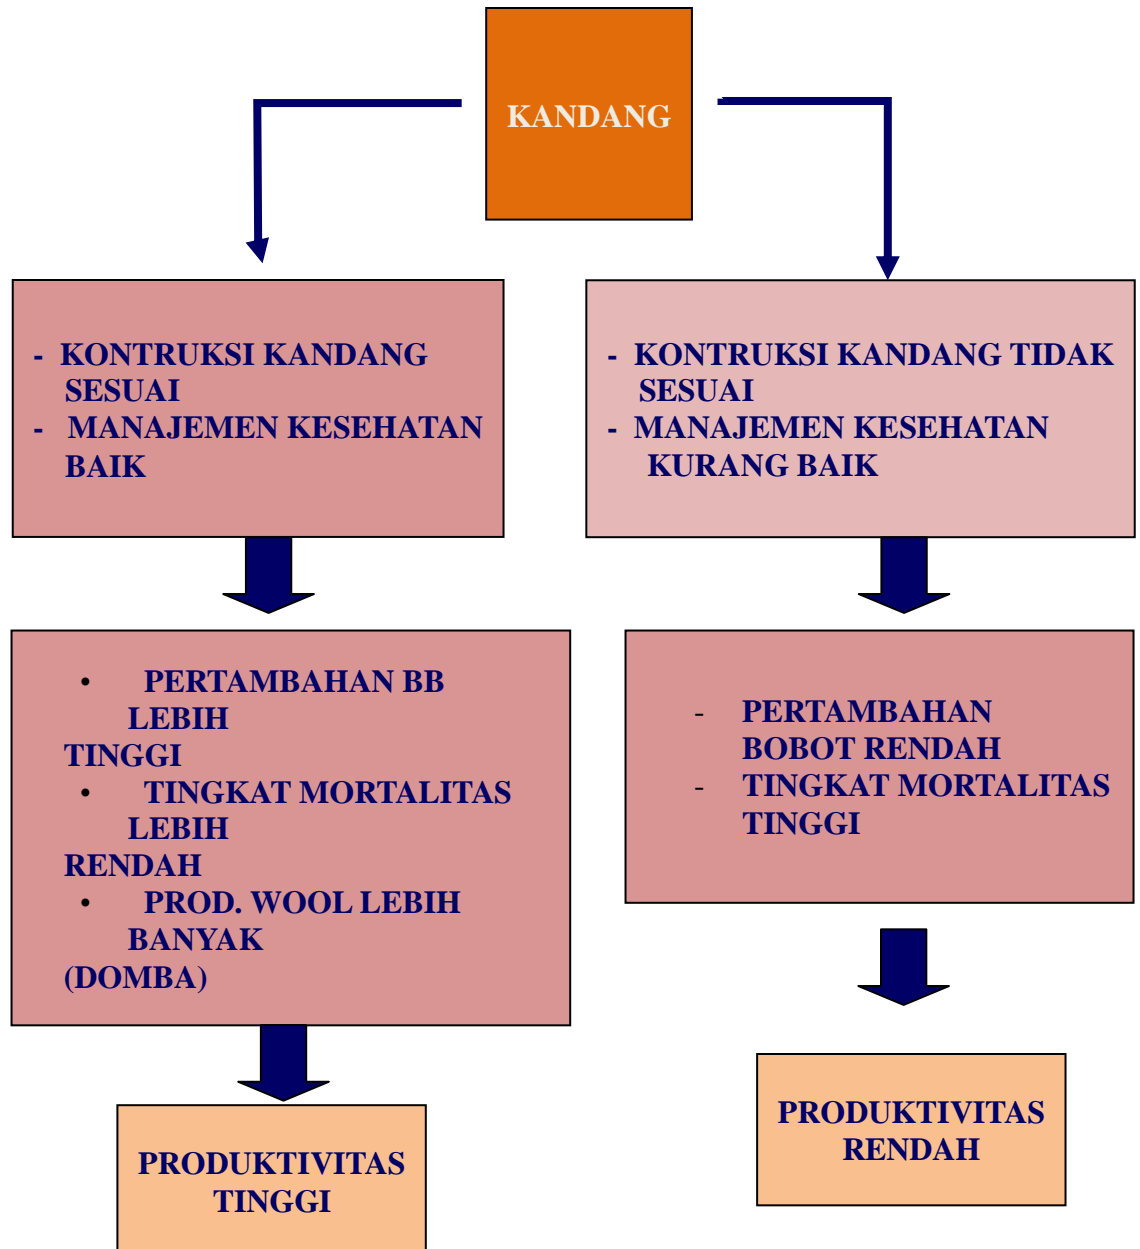 KANDANG
- KONTRUKSI KANDANG
SESUAI
- MANAJEMEN KESEHATAN
BAIK
- KONTRUKSI KANDANG TIDAK
SESUAI
- MANAJEMEN KESEHATAN
KURANG BAIK
• PERTAMBAHAN BB
LEBIH
TINGGI
• TINGKAT MORTALITAS
LEBIH
RENDAH
• PROD. WOOL LEBIH
BANYAK
(DOMBA)
- PERTAMBAHAN
BOBOT RENDAH
- TINGKAT MORTALITAS
TINGGI
PRODUKTIVITAS
TINGGI
PRODUKTIVITAS
RENDAH